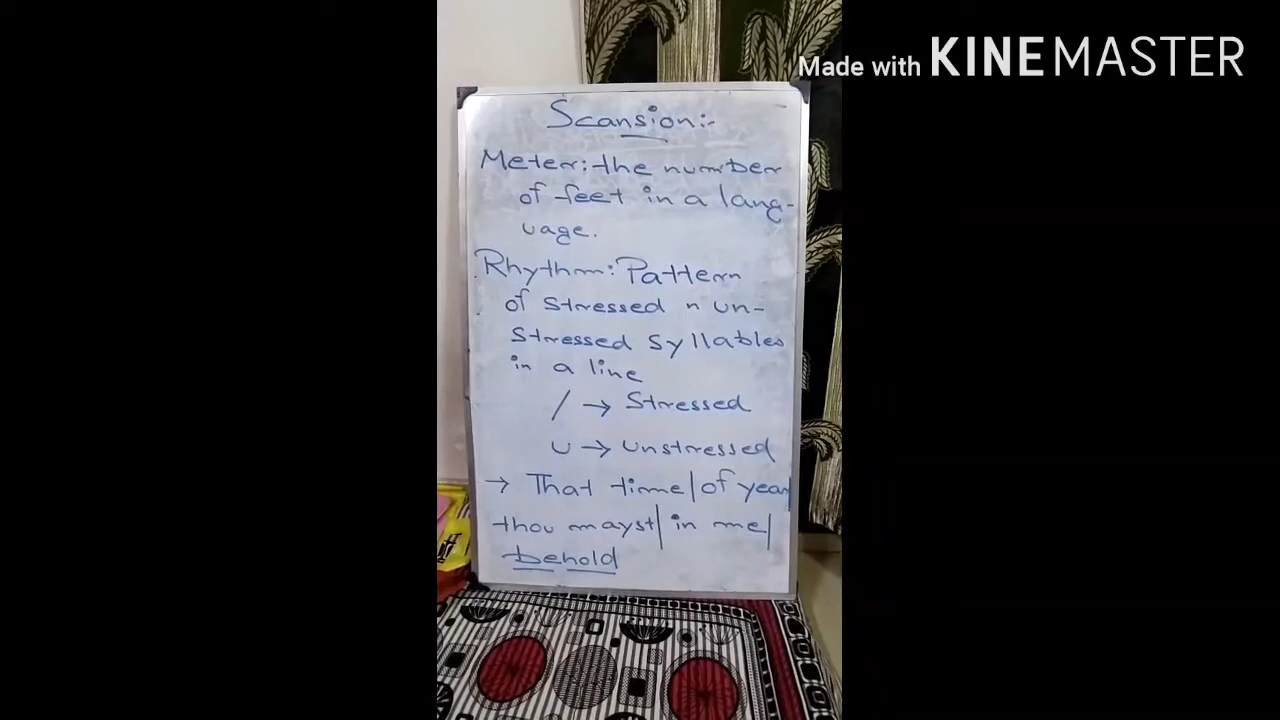 Made with KINEMASTER
Scansion:-
Meter: the number
of feet in a lang-
uage.
Rhythm: Pattern
of stressed n un-
stressed syllables
in a line
/ → Stressed
u → unstressed
→ That time/of year/
thou mayst/ in me/
behold